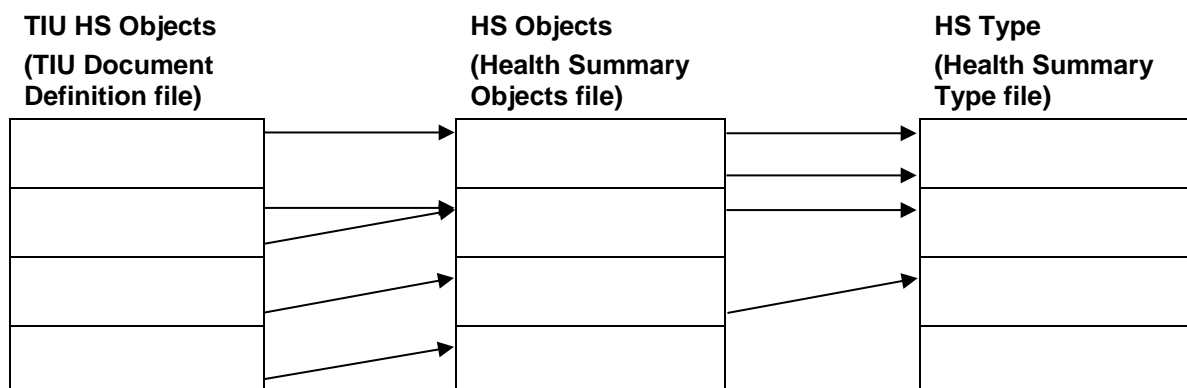 TIU HS Objects
(TIU Document
Definition file)
HS Objects
(Health Summary
Objects file)
HS Type
(Health Summary
Type file)